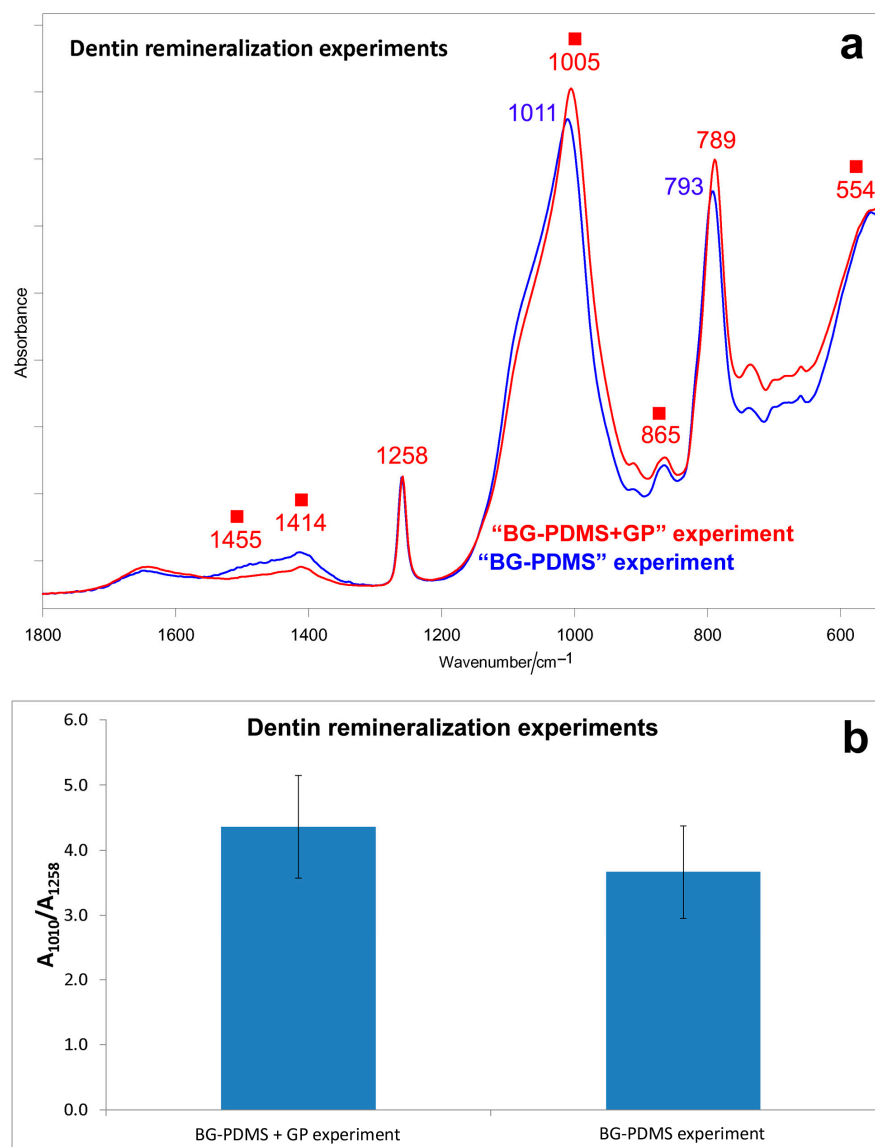 Dentin remineralization experiments
a
1005
1011
789
793
554
865
1258
1455
1414
Absorbance
"BG-PDMS+GP" experiment
"BG-PDMS" experiment
1800
1600
1400
1200
1000
800
600
Wavenumber/cm⁻¹
Dentin remineralization experiments
b
6.0
5.0
4.0
3.0
2.0
1.0
0.0
A₁₀₁₀/A₁₂₅₈
BG-PDMS + GP experiment
BG-PDMS experiment